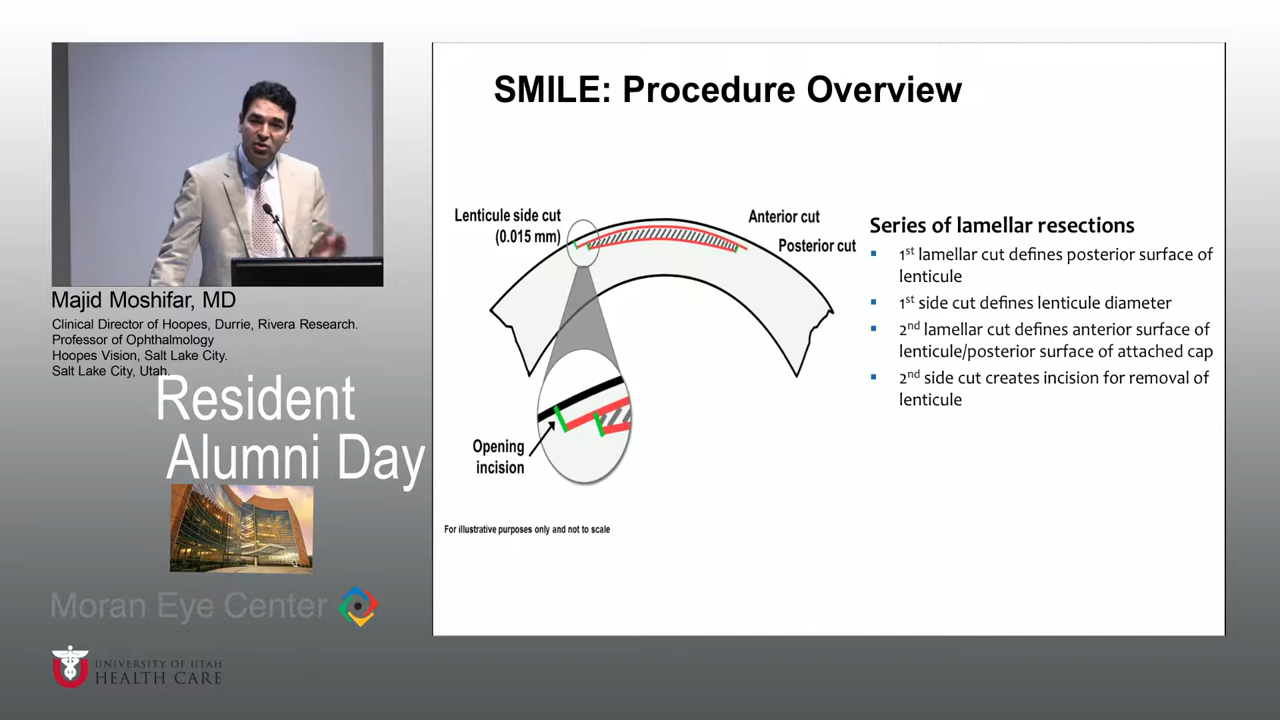 SMILE: Procedure Overview
Lenticule side cut
(0.015 mm)
Anterior cut
Posterior cut
Opening
incision
For illustrative purposes only and not to scale
Series of lamellar resections
▪ 1st lamellar cut defines posterior surface of
lenticule
▪ 1st side cut defines lenticule diameter
▪ 2nd lamellar cut defines anterior surface of
lenticule/posterior surface of attached cap
▪ 2nd side cut creates incision for removal of
lenticule
Majid Moshifar, MD
Clinical Director of Hoopes, Durrie, Rivera Research.
Professor of Ophthalmology
Hoopes Vision, Salt Lake City.
Salt Lake City, Utah.
Resident
Alumni Day
Moran Eye Center
UNIVERSITY OF UTAH
HEALTH CARE